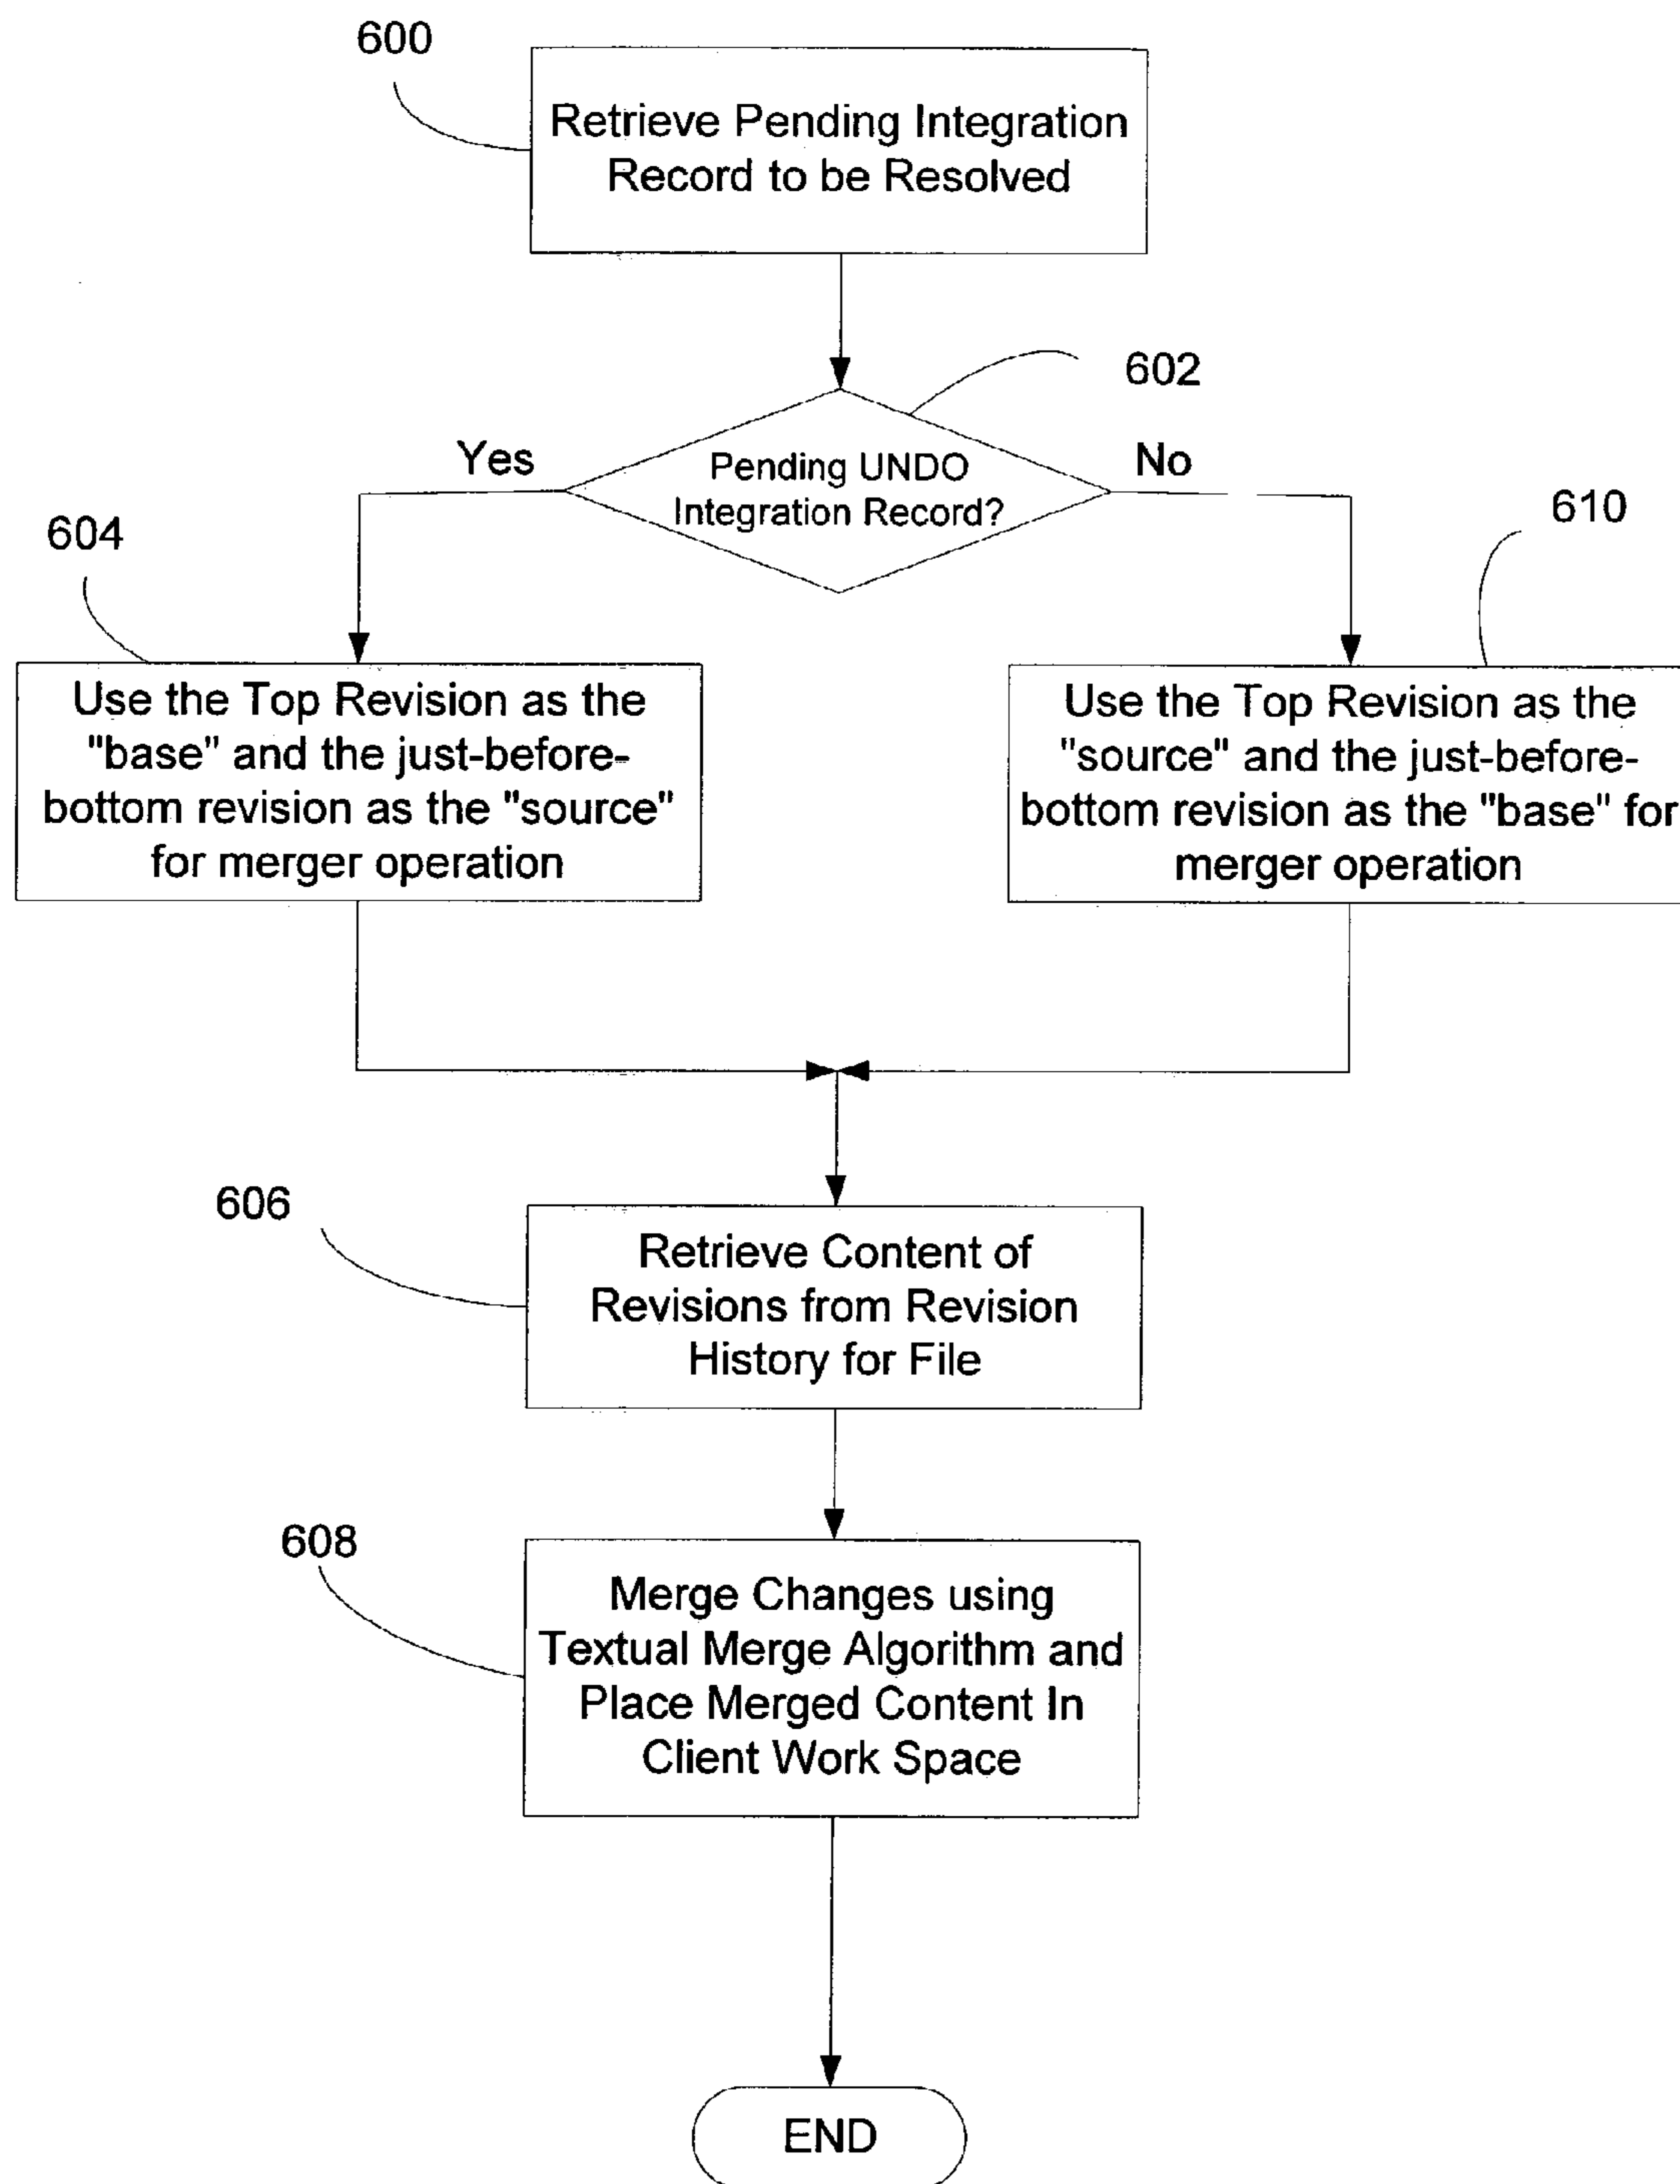 600
Retrieve Pending Integration
Record to be Resolved
602
Yes
Pending UNDO
Integration Record?
No
604
610
Use the Top Revision as the
"base" and the just-before-
bottom revision as the "source"
for merger operation
Use the Top Revision as the
"source" and the just-before-
bottom revision as the "base" for
merger operation
606
Retrieve Content of
Revisions from Revision
History for File
608
Merge Changes using
Textual Merge Algorithm and
Place Merged Content In
Client Work Space
END